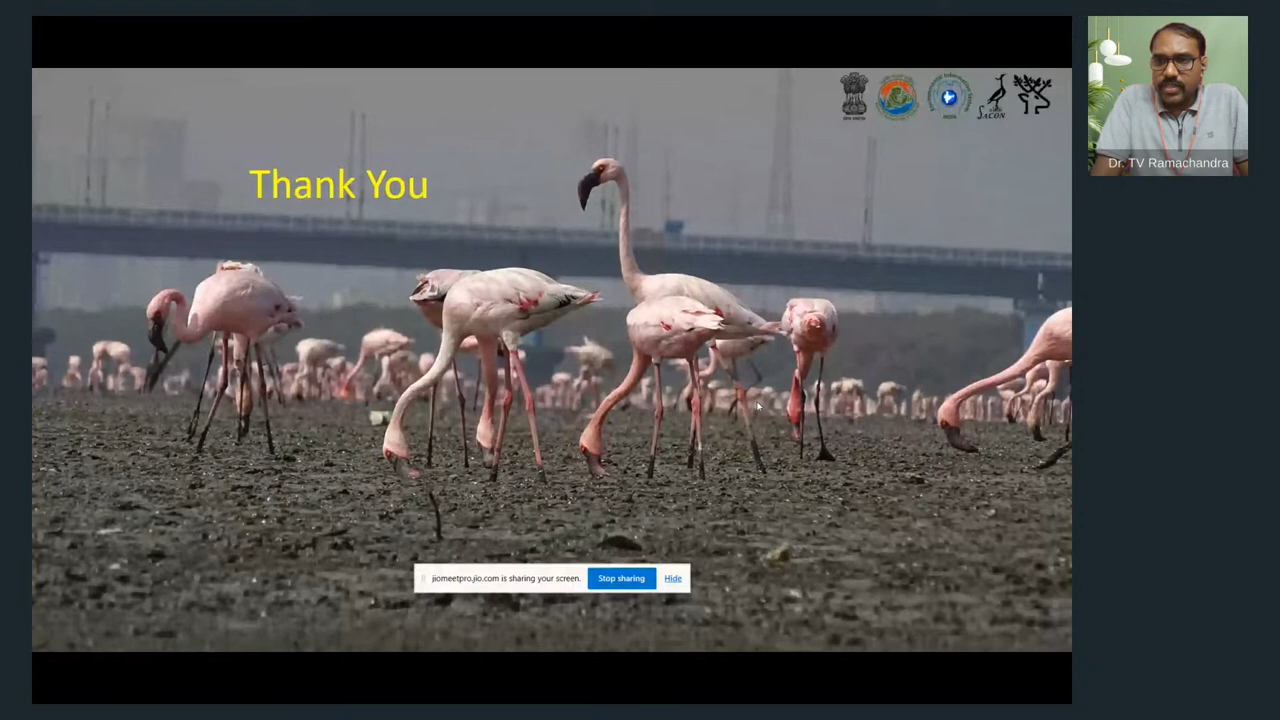 Thank You
SACON
jiomeetpro.jio.com is sharing your screen. Stop sharing Hide
Dr. TV Ramachandra